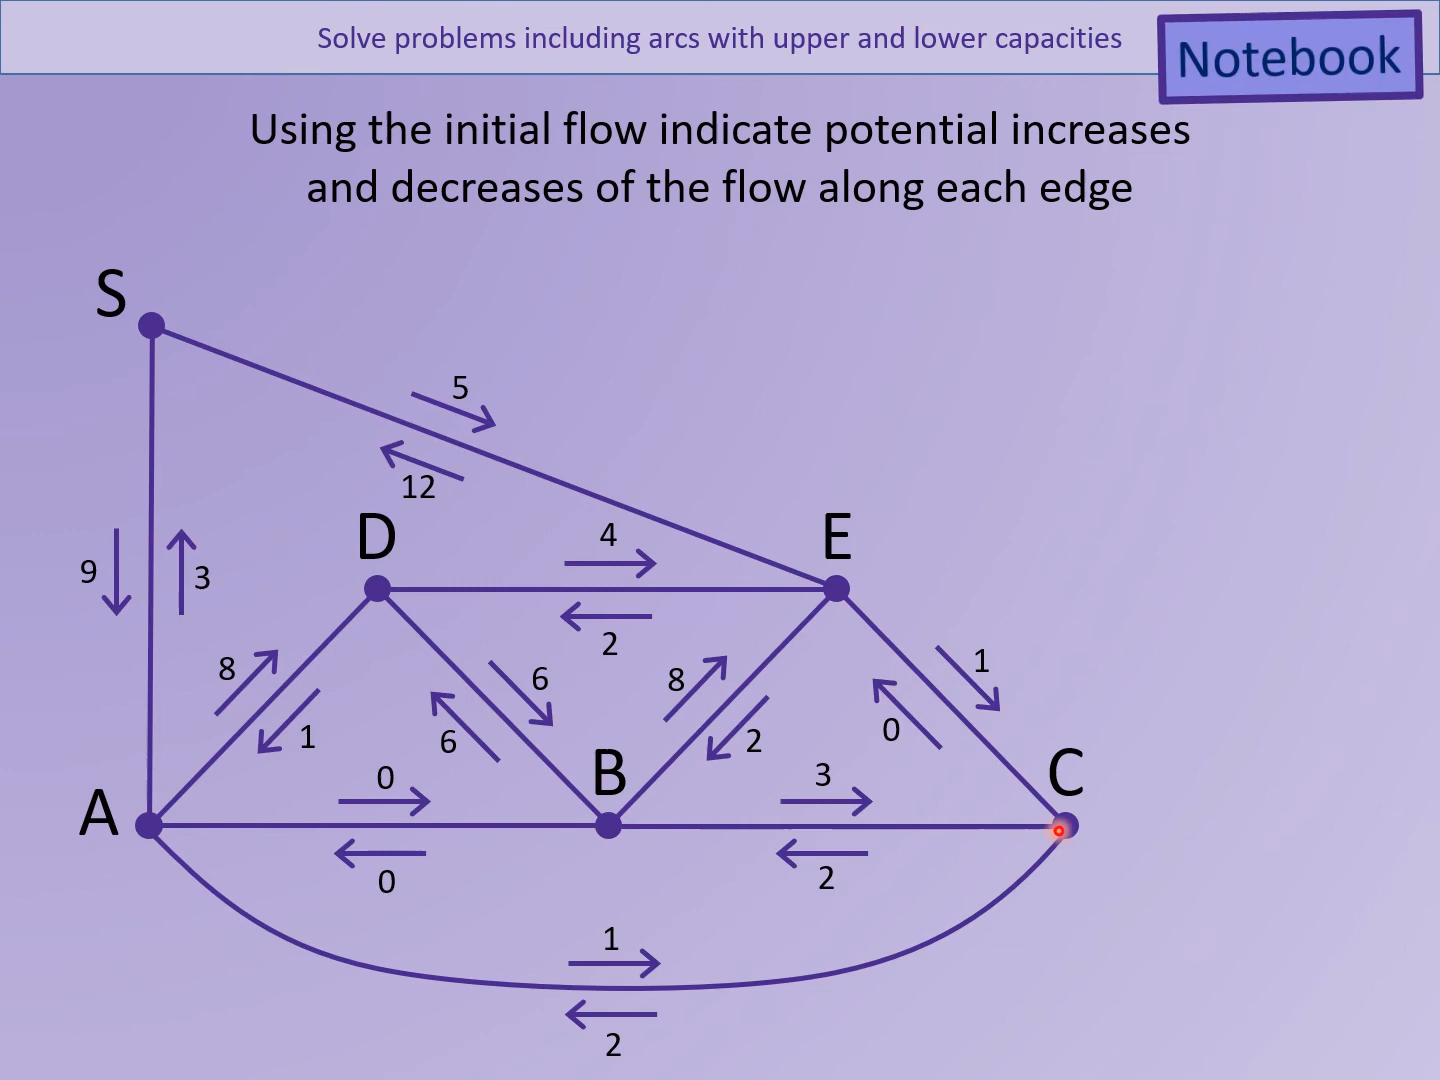 Solve problems including arcs with upper and lower capacities
Notebook
Using the initial flow indicate potential increases
and decreases of the flow along each edge
S
5
12
D
4
E
9
3
2
8
1
6
6
8
2
1
0
A
0
B
3
C
0
2
1
2